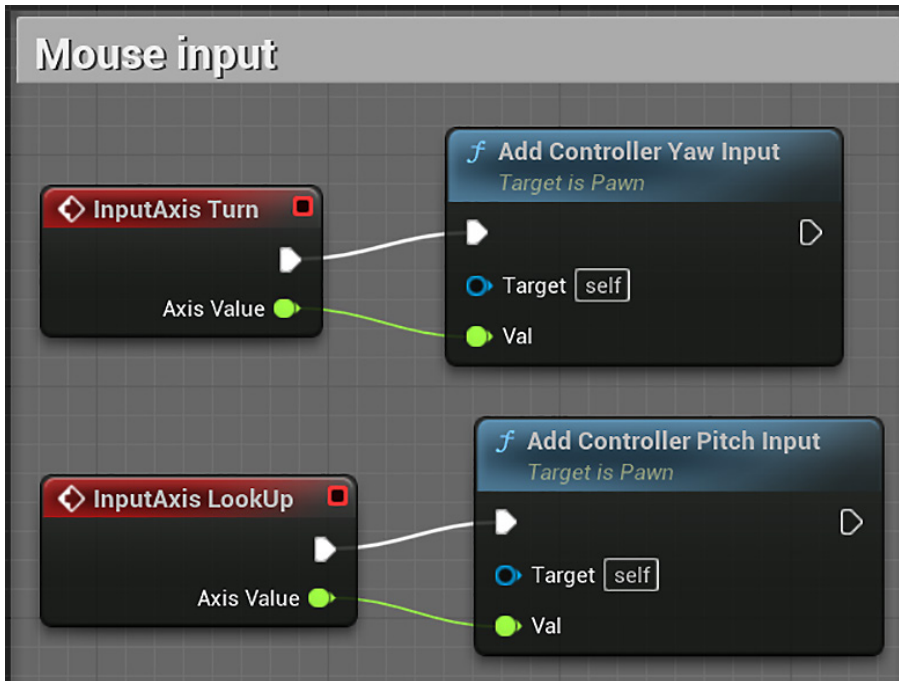 Mouse input
InputAxis Turn
Axis Value
Add Controller Yaw Input
Target is Pawn
Target self
Val
InputAxis LookUp
Axis Value
Add Controller Pitch Input
Target is Pawn
Target self
Val